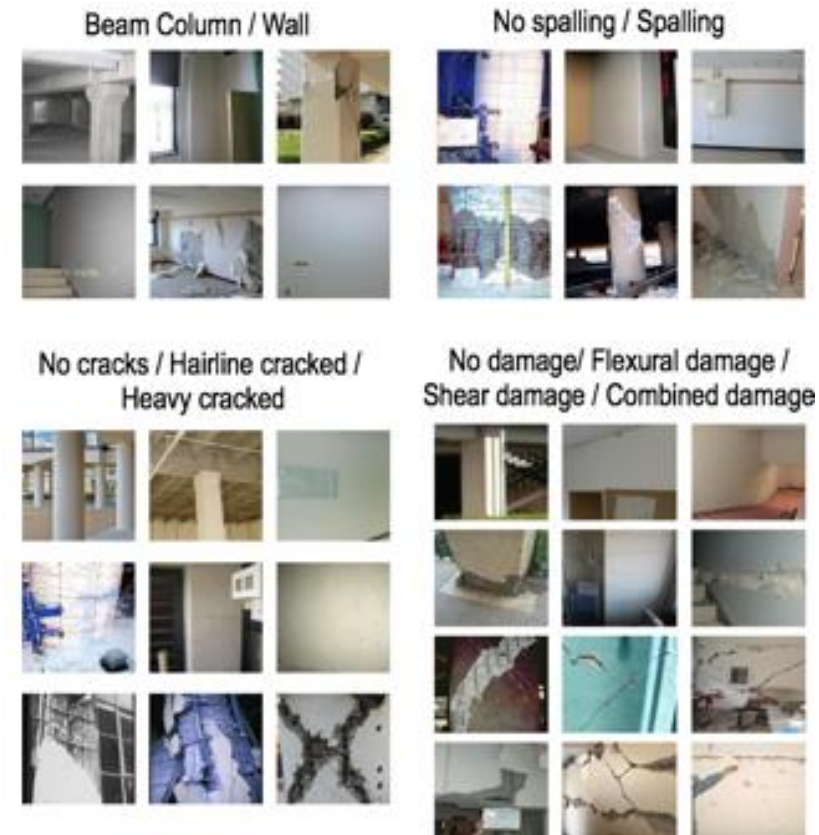 Beam Column / Wall
No spalling / Spalling
No cracks / Hairline cracked /
Heavy cracked
No damage/ Flexural damage /
Shear damage / Combined damage